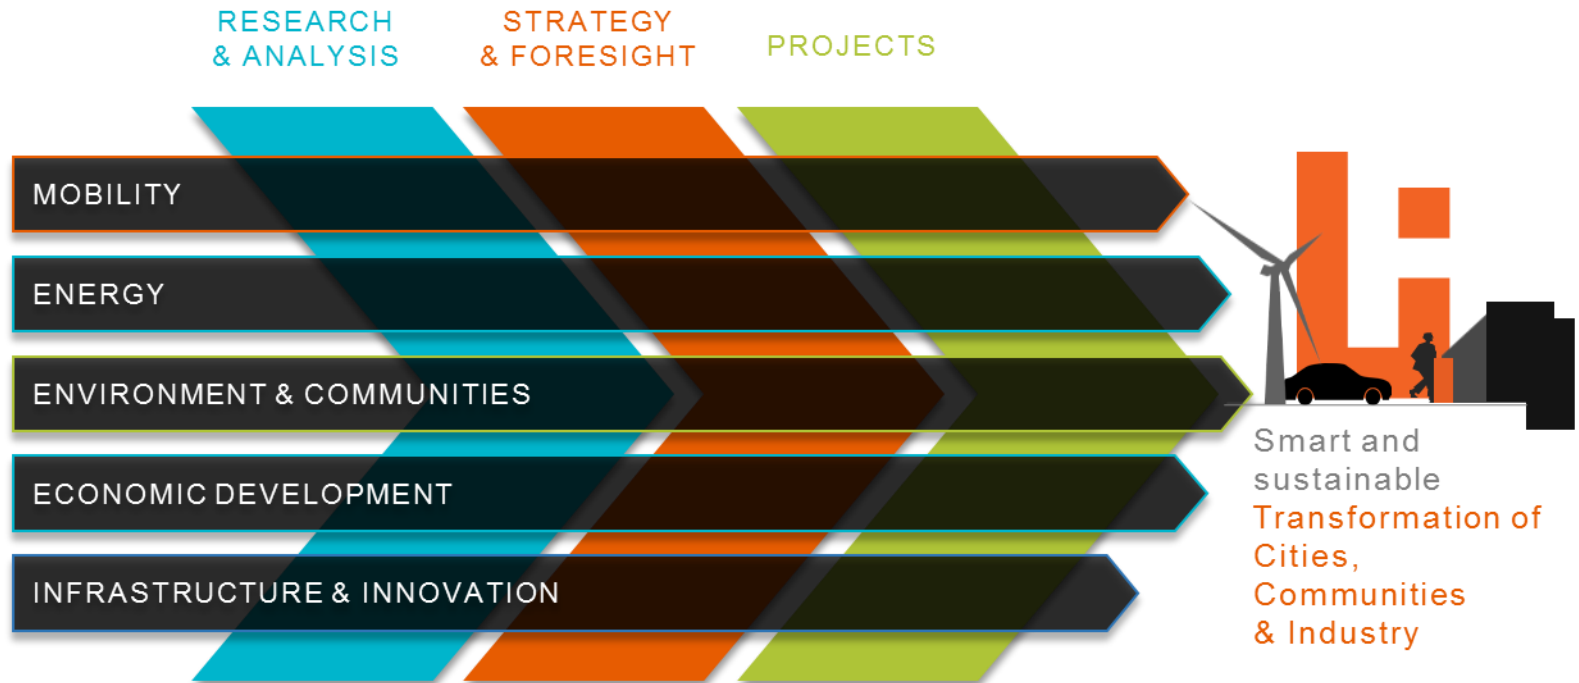 RESEARCH
& ANALYSIS
STRATEGY
& FORESIGHT
PROJECTS
MOBILITY
ENERGY
ENVIRONMENT & COMMUNITIES
ECONOMIC DEVELOPMENT
INFRASTRUCTURE & INNOVATION
Li
Smart and
sustainable
Transformation of
Cities,
Communities
& Industry